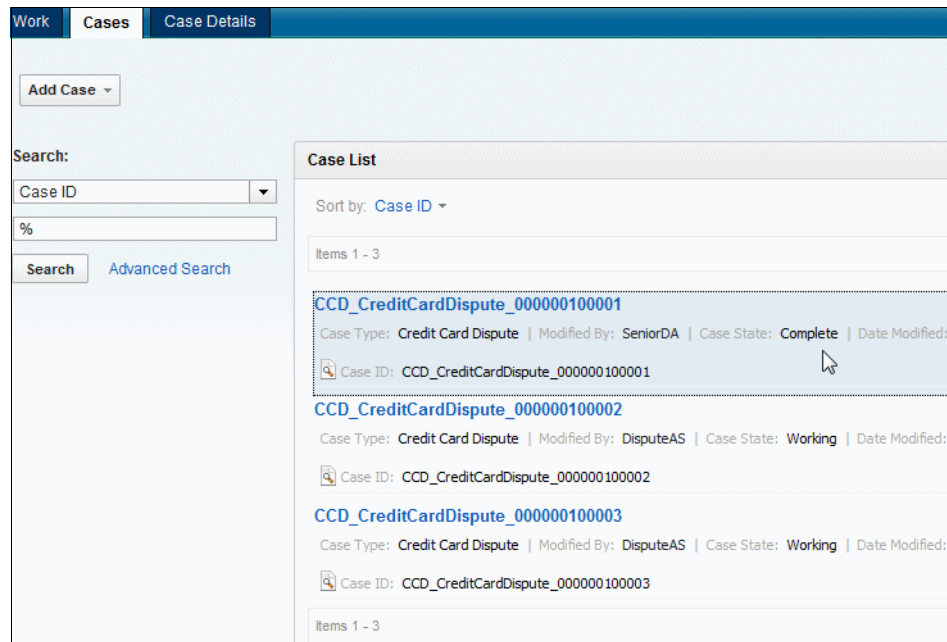 Work Cases Case Details
Add Case
Search:
Case ID
%
Search Advanced Search
Case List
Sort by: Case ID
Items 1 - 3
CCD_CreditCardDispute_000000100001
Case Type: Credit Card Dispute | Modified By: SeniorDA | Case State: Complete | Date Modified:
Case ID: CCD_CreditCardDispute_000000100001
CCD_CreditCardDispute_000000100002
Case Type: Credit Card Dispute | Modified By: DisputeAS | Case State: Working | Date Modified:
Case ID: CCD_CreditCardDispute_000000100002
CCD_CreditCardDispute_000000100003
Case Type: Credit Card Dispute | Modified By: DisputeAS | Case State: Working | Date Modified:
Case ID: CCD_CreditCardDispute_000000100003
Items 1 - 3